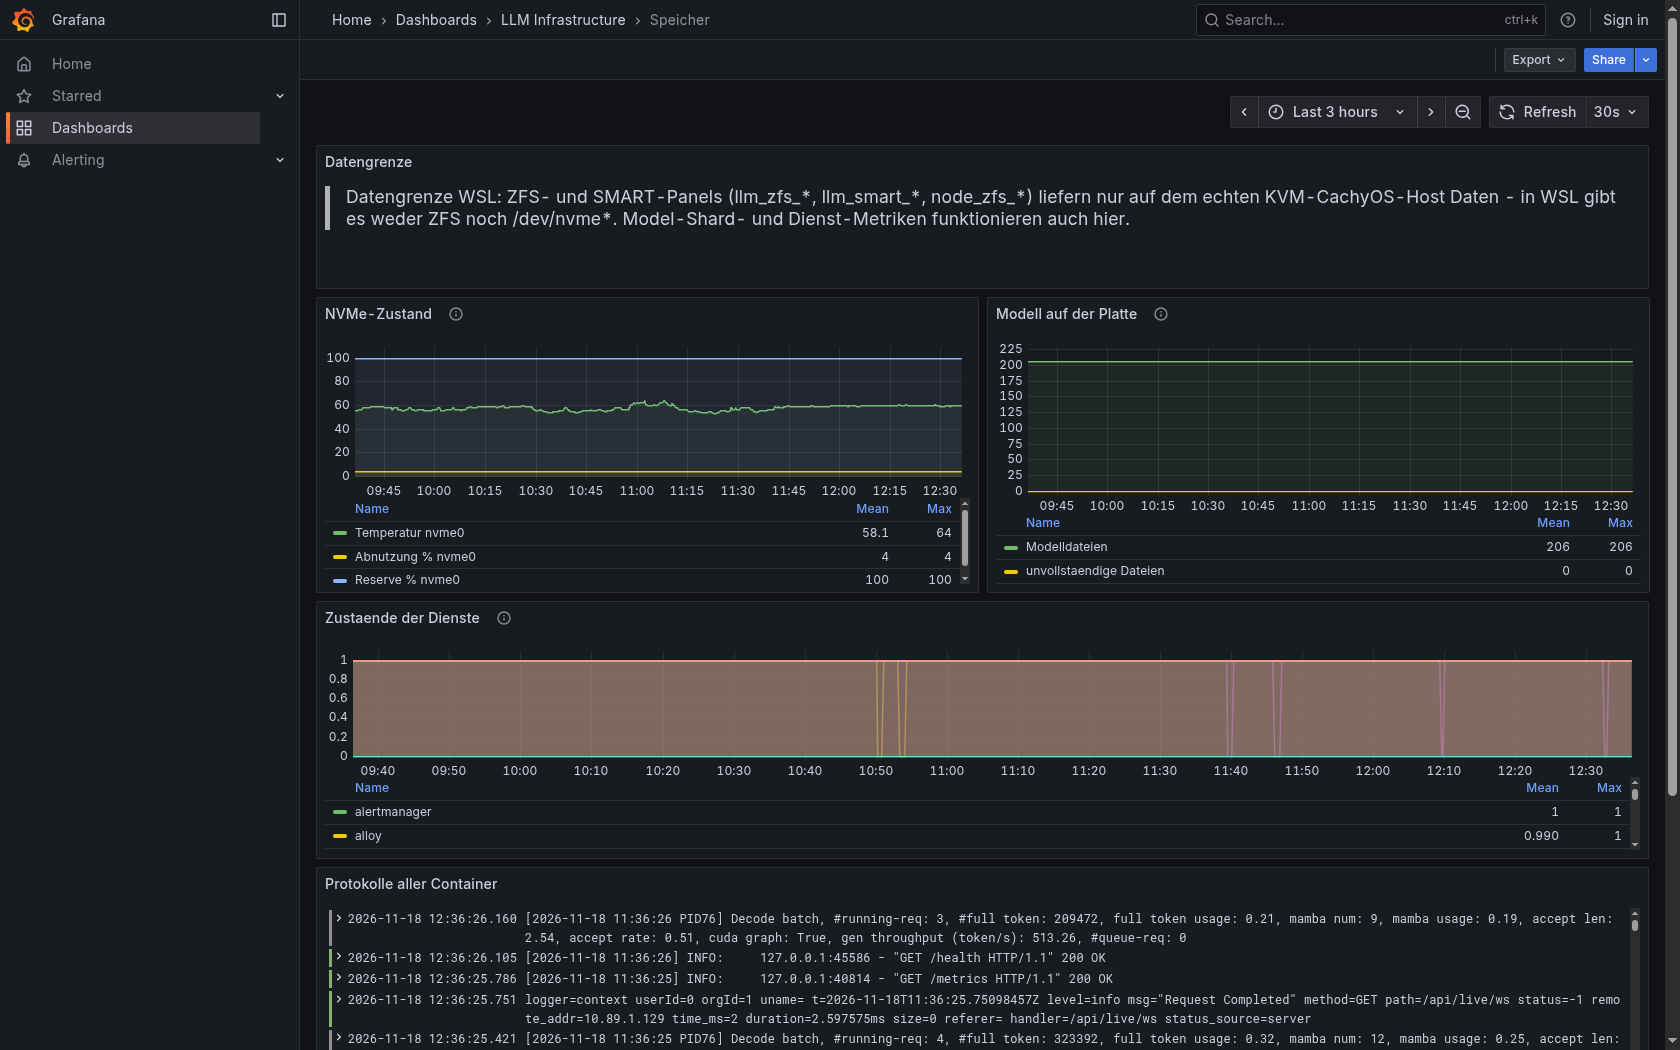 Grafana
Home › Dashboards › LLM Infrastructure › Speicher
Search...
ctrl+k
Sign in
Export
Share
Home
Starred
Dashboards
Alerting
Last 3 hours
Refresh
30s
Datengrenze
Datengrenze WSL: ZFS- und SMART-Panels (llm_zfs_*, llm_smart_*, node_zfs_*) liefern nur auf dem echten KVM-CachyOS-Host Daten - in WSL gibt
es weder ZFS noch /dev/nvme*. Model-Shard- und Dienst-Metriken funktionieren auch hier.
NVMe-Zustand
100
80
60
40
20
0
09:45 10:00 10:15 10:30 10:45 11:00 11:15 11:30 11:45 12:00 12:15 12:30
Name Mean Max
Temperatur nvme0 58.1 64
Abnutzung % nvme0 4 4
Reserve % nvme0 100 100
Modell auf der Platte
225
200
175
150
125
100
75
50
25
0
09:45 10:00 10:15 10:30 10:45 11:00 11:15 11:30 11:45 12:00 12:15 12:30
Name Mean Max
Modelldateien 206 206
unvollstaendige Dateien 0 0
Zustaende der Dienste
1
0.8
0.6
0.4
0.2
0
09:40 09:50 10:00 10:10 10:20 10:30 10:40 10:50 11:00 11:10 11:20 11:30 11:40 11:50 12:00 12:10 12:20 12:30
Name Mean Max
alertmanager 1 1
alloy 0.990 1
Protokolle aller Container
2026-11-18 12:36:26.160 [2026-11-18 11:36:26 PID76] Decode batch, #running-req: 3, #full token: 209472, full token usage: 0.21, mamba num: 9, mamba usage: 0.19, accept len:
2.54, accept rate: 0.51, cuda graph: True, gen throughput (token/s): 513.26, #queue-req: 0
2026-11-18 12:36:26.105 [2026-11-18 11:36:26] INFO:     127.0.0.1:45586 - "GET /health HTTP/1.1" 200 OK
2026-11-18 12:36:25.786 [2026-11-18 11:36:25] INFO:     127.0.0.1:40814 - "GET /metrics HTTP/1.1" 200 OK
2026-11-18 12:36:25.751 logger=context userId=0 orgId=1 uname= t=2026-11-18T11:36:25.75098457Z level=info msg="Request Completed" method=GET path=/api/live/ws status=-1 remo
te_addr=10.89.1.129 time_ms=2 duration=2.597575ms size=0 referer= handler=/api/live/ws status_source=server
2026-11-18 12:36:25.421 [2026-11-18 11:36:25 PID76] Decode batch, #running-req: 4, #full token: 323392, full token usage: 0.32, mamba num: 12, mamba usage: 0.25, accept len: